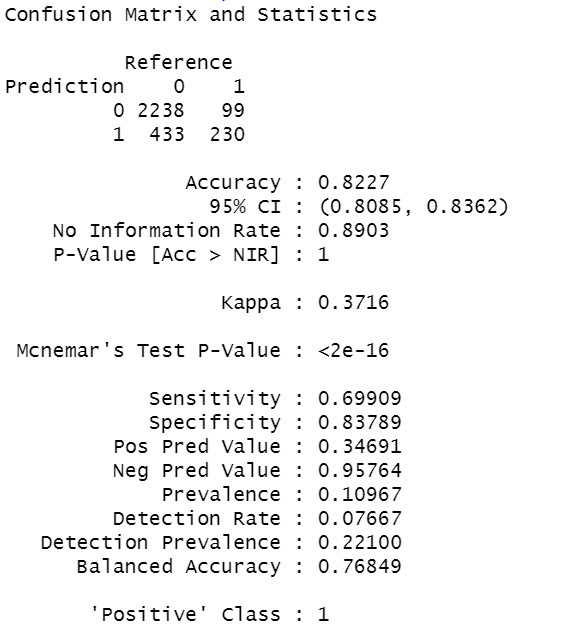 Confusion Matrix and Statistics

          Reference
Prediction    0    1
         0 2238   99
         1  433  230

               Accuracy : 0.8227
                 95% CI : (0.8085, 0.8362)
    No Information Rate : 0.8903
    P-Value [Acc > NIR] : 1

                  Kappa : 0.3716

 Mcnemar's Test P-Value : <2e-16

            Sensitivity : 0.69909
            Specificity : 0.83789
         Pos Pred Value : 0.34691
         Neg Pred Value : 0.95764
             Prevalence : 0.10967
         Detection Rate : 0.07667
   Detection Prevalence : 0.22100
      Balanced Accuracy : 0.76849

       'Positive' Class : 1